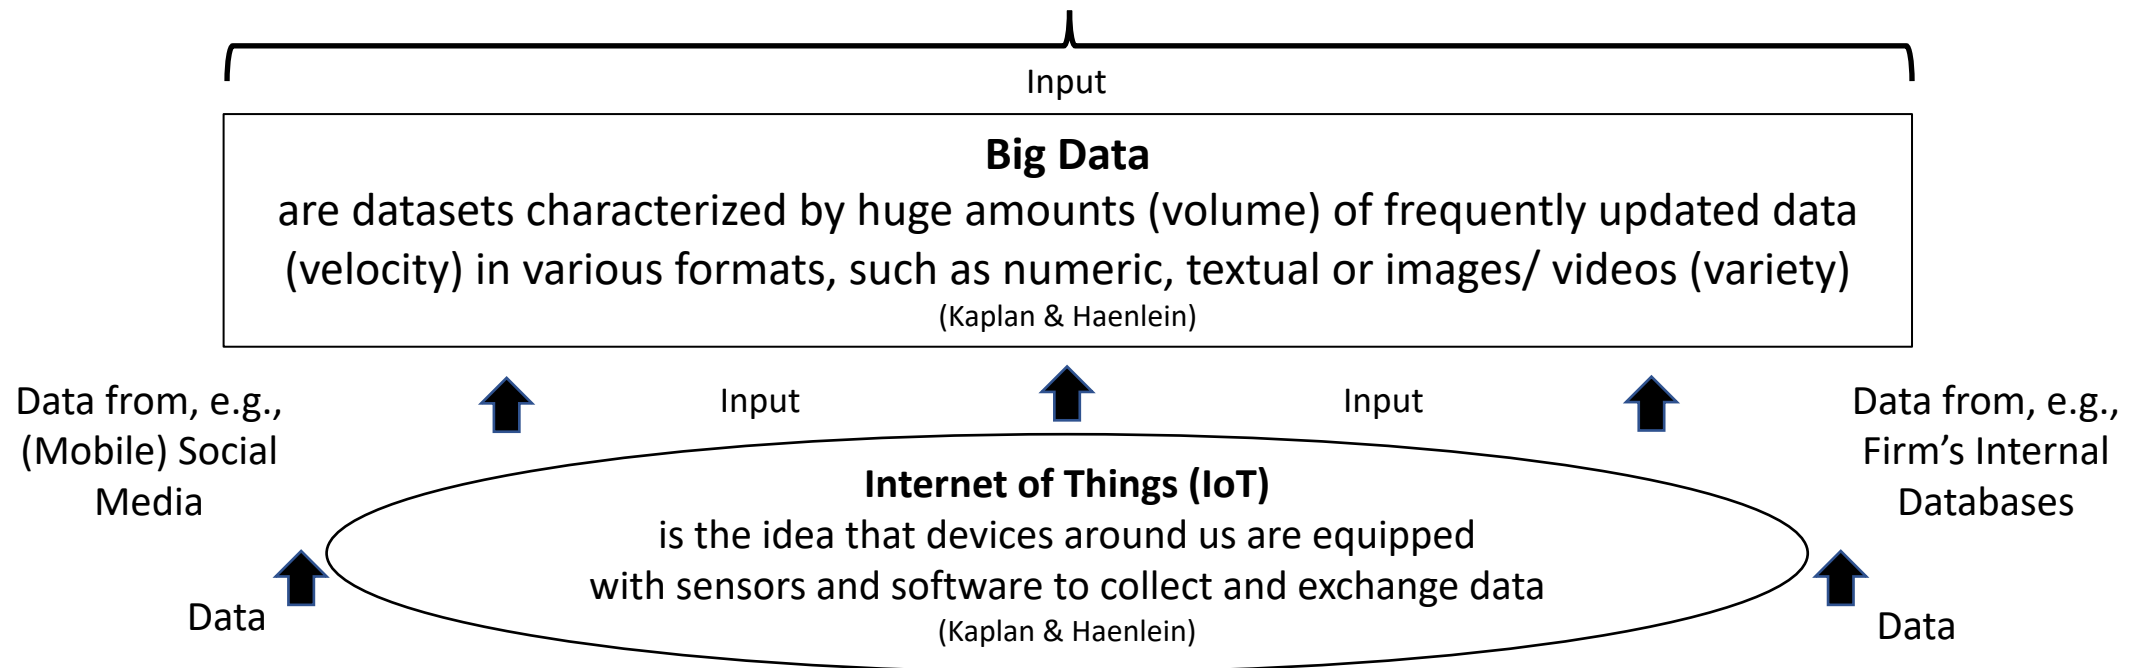 Input
Big Data
are datasets characterized by huge amounts (volume) of frequently updated data
(velocity) in various formats, such as numeric, textual or images/ videos (variety)
(Kaplan & Haenlein)
Data from, e.g.,
(Mobile) Social
Media
Input
Input
Data from, e.g.,
Firm’s Internal
Databases
Internet of Things (IoT)
is the idea that devices around us are equipped
with sensors and software to collect and exchange data
(Kaplan & Haenlein)
Data
Data